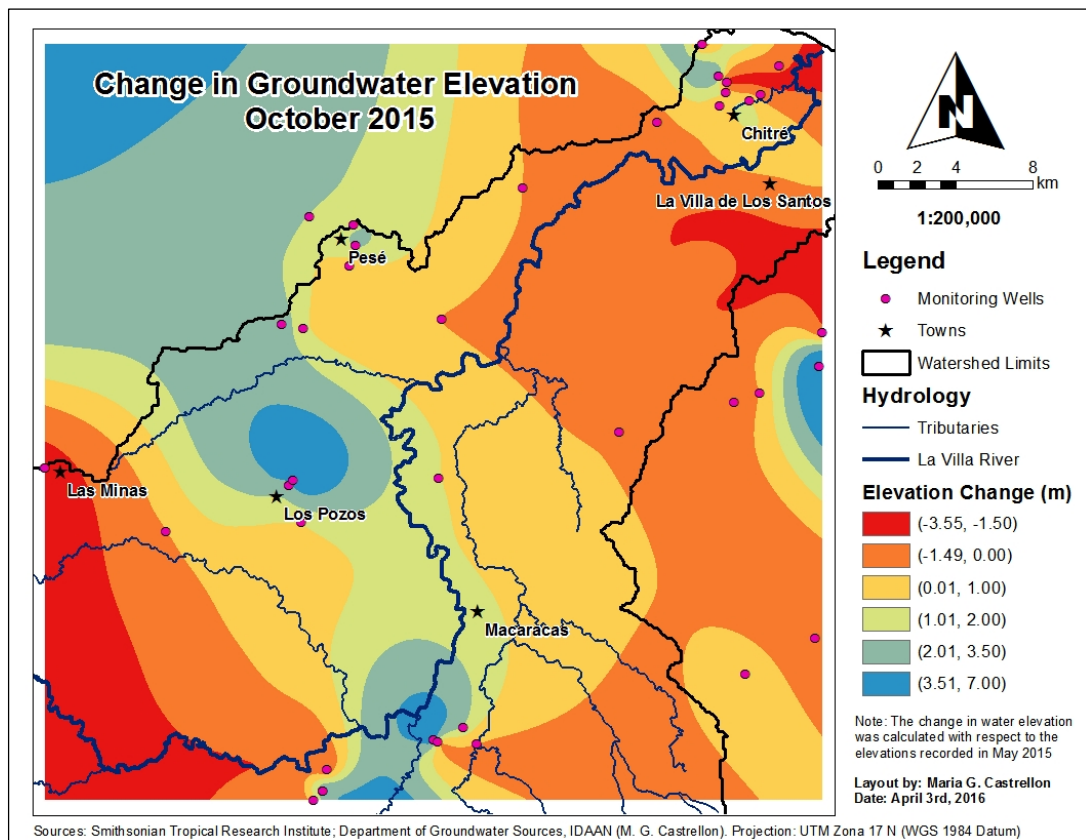 Change in Groundwater Elevation
October 2015
Chitré
La Villa de Los Santos
Pesé
Las Minas
Los Pozos
Macaracas
N
0 2 4 8
km
1:200,000
Legend
Monitoring Wells
Towns
Watershed Limits
Hydrology
Tributaries
La Villa River
Elevation Change (m)
(-3.55, -1.50)
(-1.49, 0.00)
(0.01, 1.00)
(1.01, 2.00)
(2.01, 3.50)
(3.51, 7.00)
Note: The change in water elevation
was calculated with respect to the
elevations recorded in May 2015
Layout by: Maria G. Castrellon
Date: April 3rd, 2016
Sources: Smithsonian Tropical Research Institute; Department of Groundwater Sources, IDAAN (M. G. Castrellon). Projection: UTM Zona 17 N (WGS 1984 Datum)